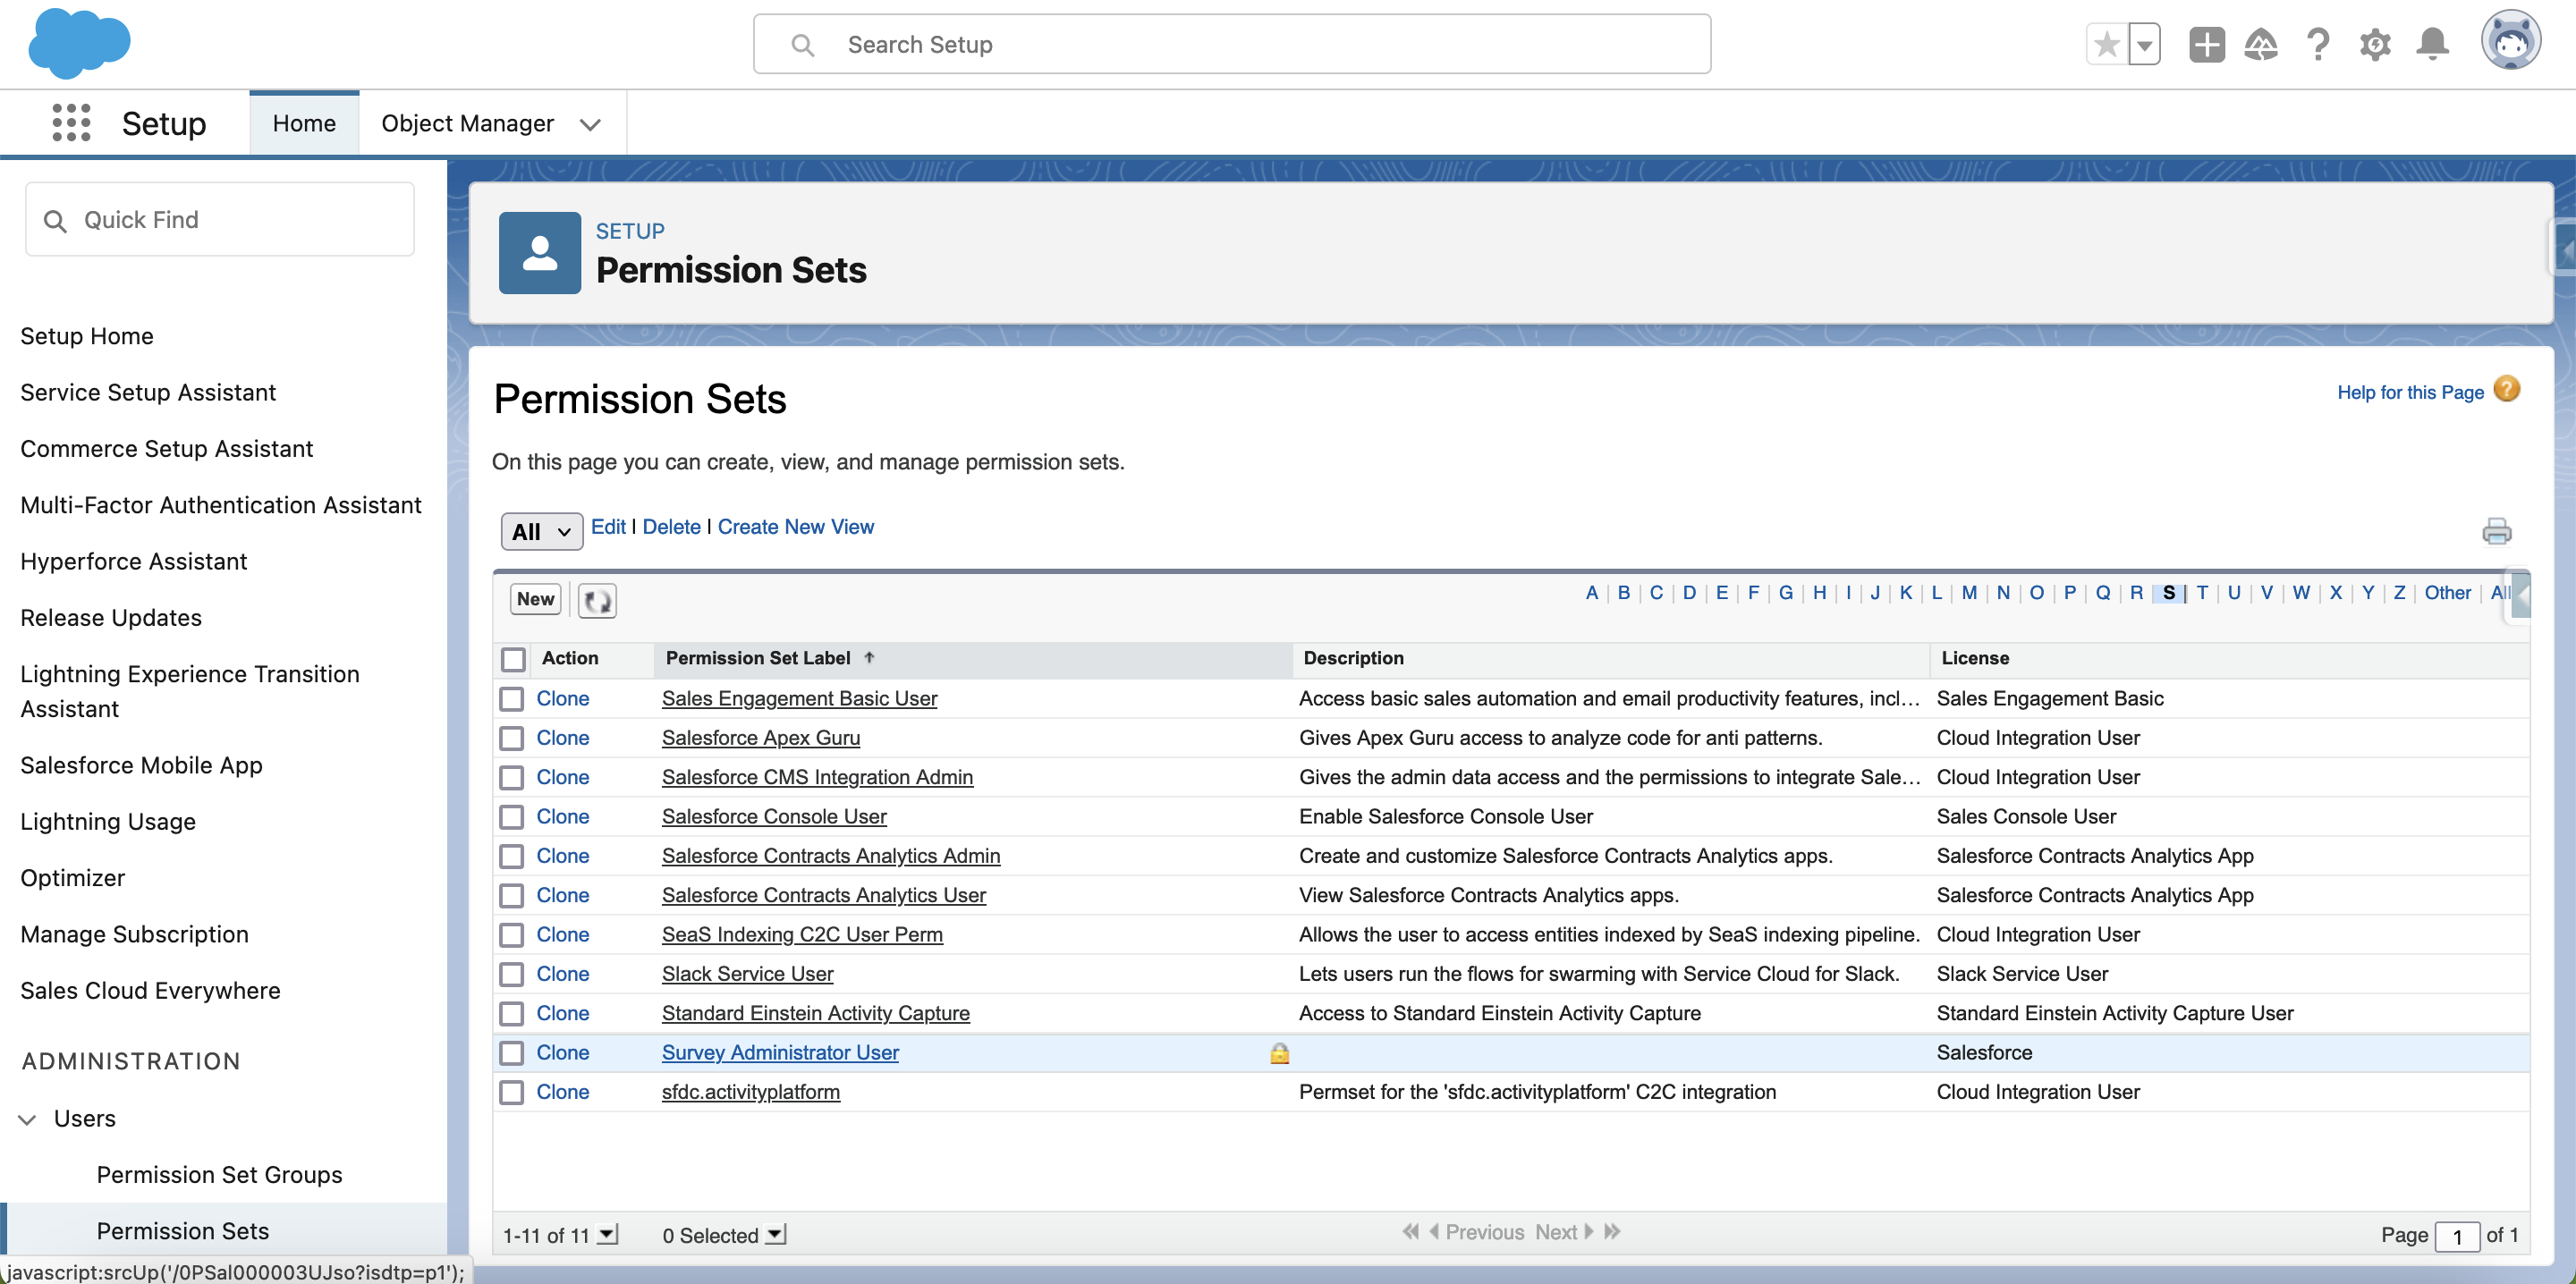 Search Setup
Setup
Home
Object Manager
Quick Find
Setup Home
Service Setup Assistant
Commerce Setup Assistant
Multi-Factor Authentication Assistant
Hyperforce Assistant
Release Updates
Lightning Experience Transition
Assistant
Salesforce Mobile App
Lightning Usage
Optimizer
Manage Subscription
Sales Cloud Everywhere
ADMINISTRATION
Users
Permission Set Groups
Permission Sets
javascript:srcUp('/0PSal000003UJso?isdtp=p1');
SETUP
Permission Sets
Permission Sets
Help for this Page ?
On this page you can create, view, and manage permission sets.
All Edit | Delete | Create New View
New A | B | C | D | E | F | G | H | I | J | K | L | M | N | O | P | Q | R | S | T | U | V | W | X | Y | Z | Other | All
Action Permission Set Label ↑ Description License
Clone Sales Engagement Basic User Access basic sales automation and email productivity features, incl… Sales Engagement Basic
Clone Salesforce Apex Guru Gives Apex Guru access to analyze code for anti patterns. Cloud Integration User
Clone Salesforce CMS Integration Admin Gives the admin data access and the permissions to integrate Sale… Cloud Integration User
Clone Salesforce Console User Enable Salesforce Console User Sales Console User
Clone Salesforce Contracts Analytics Admin Create and customize Salesforce Contracts Analytics apps. Salesforce Contracts Analytics App
Clone Salesforce Contracts Analytics User View Salesforce Contracts Analytics apps. Salesforce Contracts Analytics App
Clone SeaS Indexing C2C User Perm Allows the user to access entities indexed by SeaS indexing pipeline. Cloud Integration User
Clone Slack Service User Lets users run the flows for swarming with Service Cloud for Slack. Slack Service User
Clone Standard Einstein Activity Capture Access to Standard Einstein Activity Capture Standard Einstein Activity Capture User
Clone Survey Administrator User Salesforce
Clone sfdc.activityplatform Permset for the 'sfdc.activityplatform' C2C integration Cloud Integration User
1-11 of 11 0 Selected Previous Next Page 1 of 1